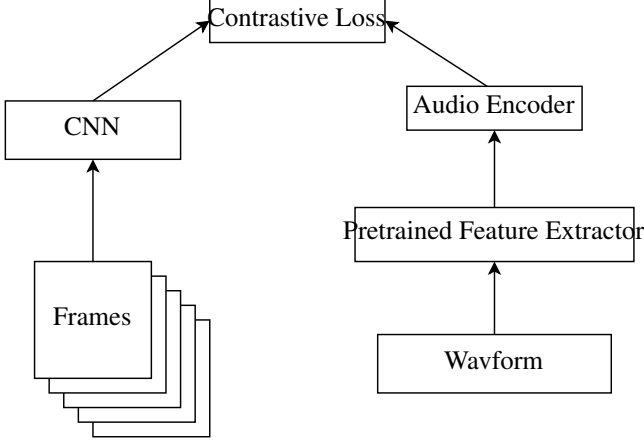 Contrastive Loss
CNN
Audio Encoder
Pretrained Feature Extractor
Frames
Wavform